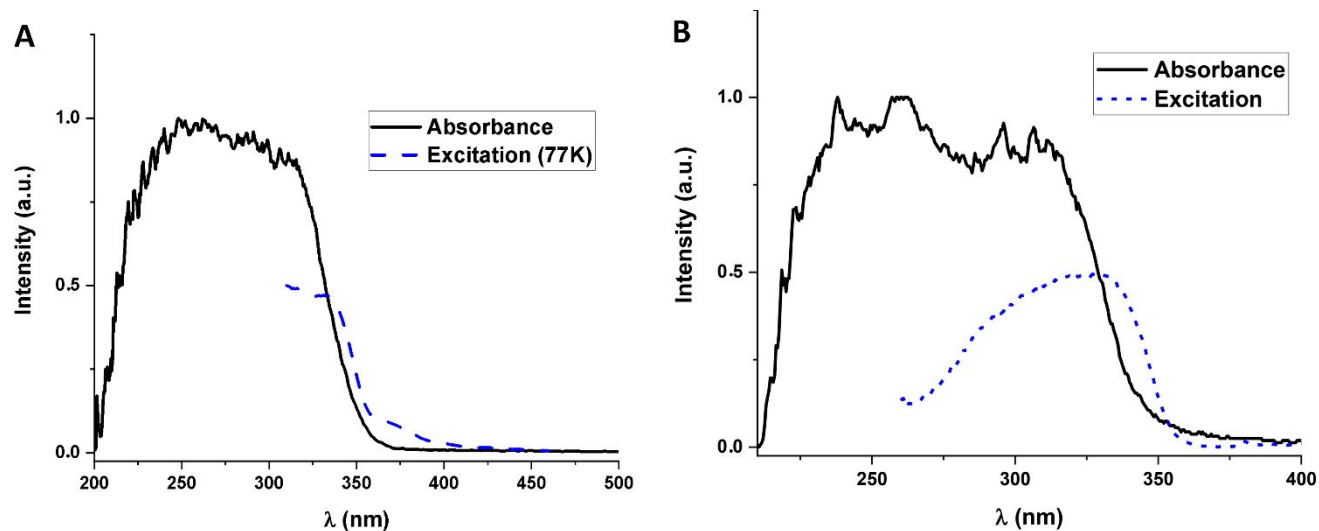 A
Intensity (a.u.)
1.0
0.5
0.0
200 250 300 350 400 450 500
λ (nm)
Absorbance
Excitation (77K)
B
Intensity (a.u.)
1.0
0.5
0.0
250 300 350 400
λ (nm)
Absorbance
Excitation